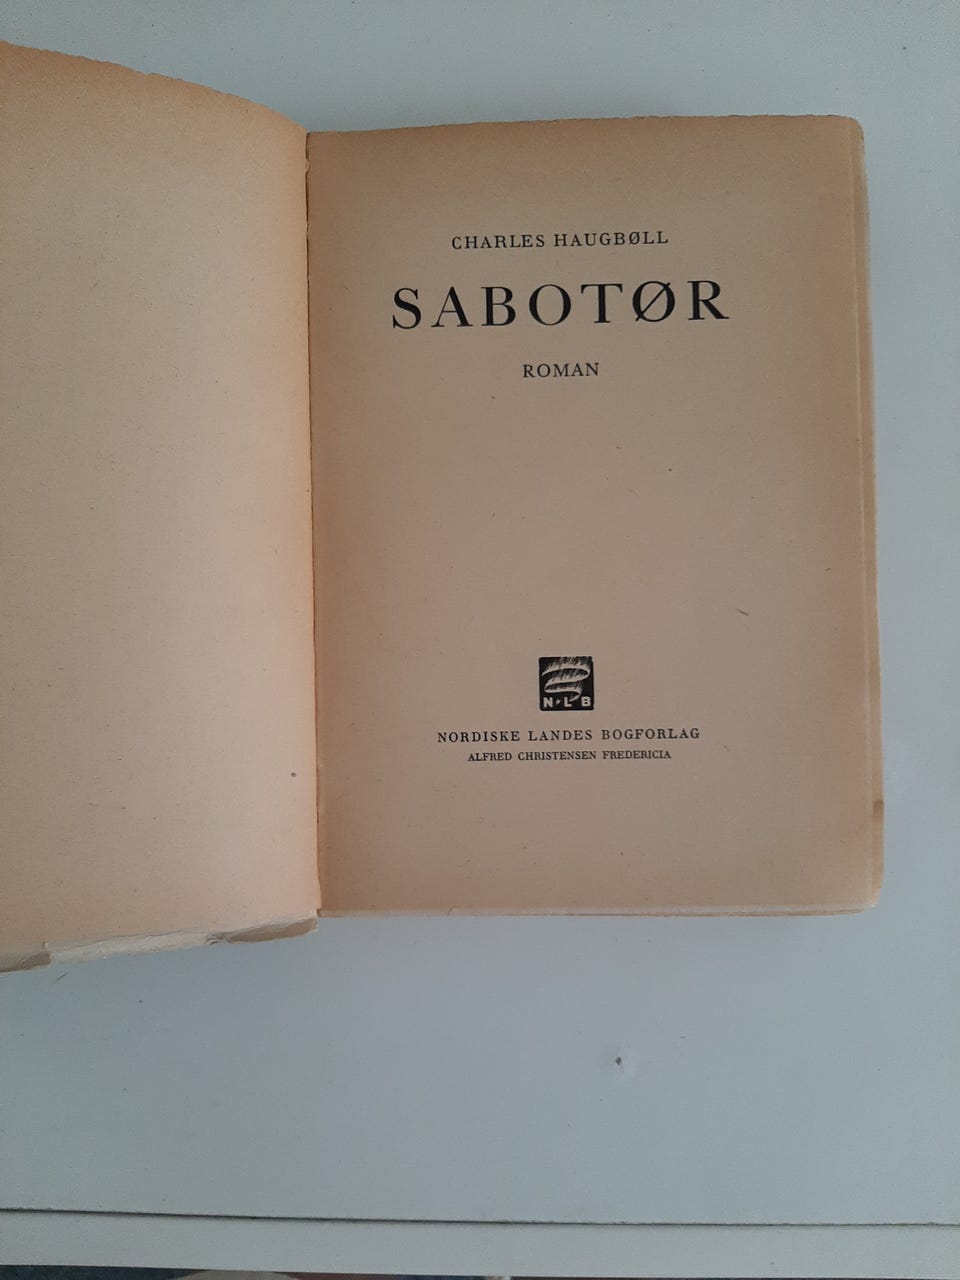 CHARLES HAUGBØLL
SABOTØR
ROMAN
N★L B
NORDISKE LANDES BOGFORLAG
ALFRED CHRISTENSEN FREDERICIA